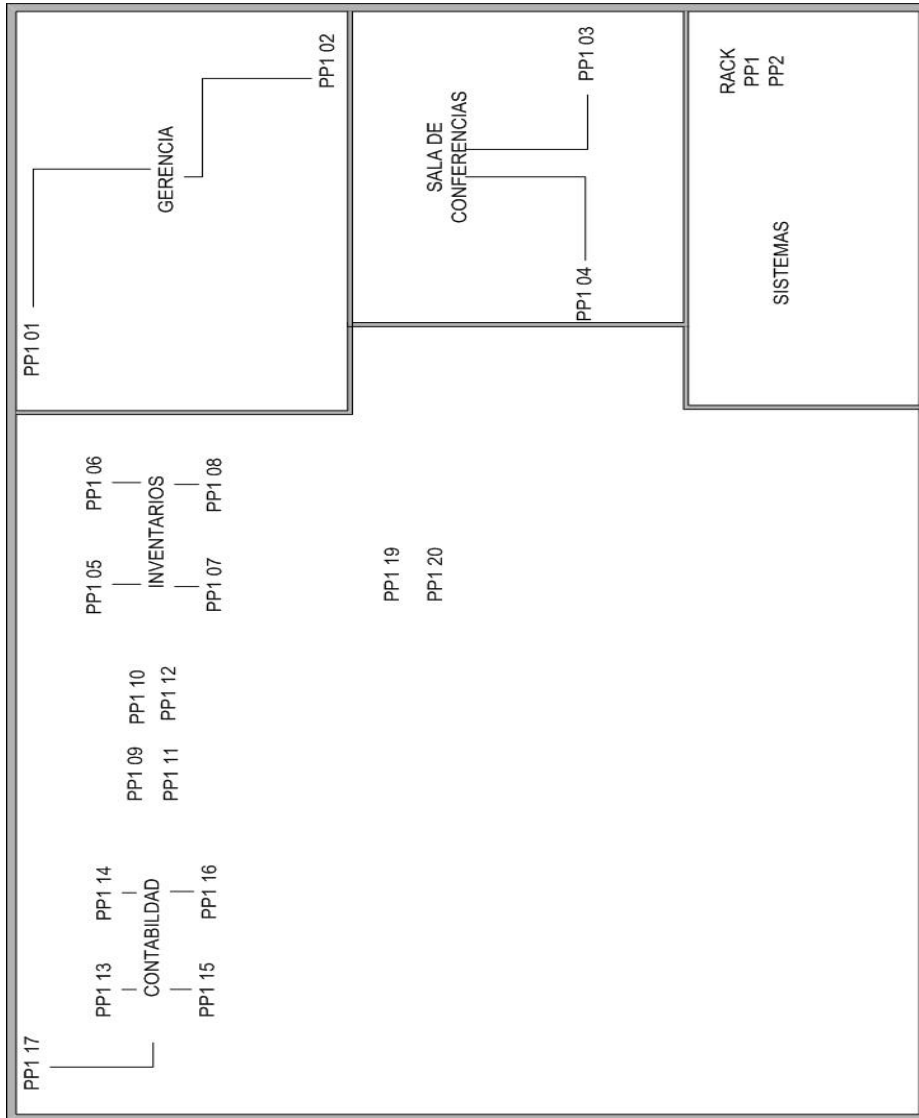 PP1 01
GERENCIA
PP1 02
SALA DE
CONFERENCIAS
PP1 03
PP1 04
RACK
PP1
PP2
SISTEMAS
PP1 05
PP1 06
INVENTARIOS
PP1 07
PP1 08
PP1 09
PP1 10
PP1 11
PP1 12
PP1 13
PP1 14
CONTABILDAD
PP1 15
PP1 16
PP1 17
PP1 19
PP1 20